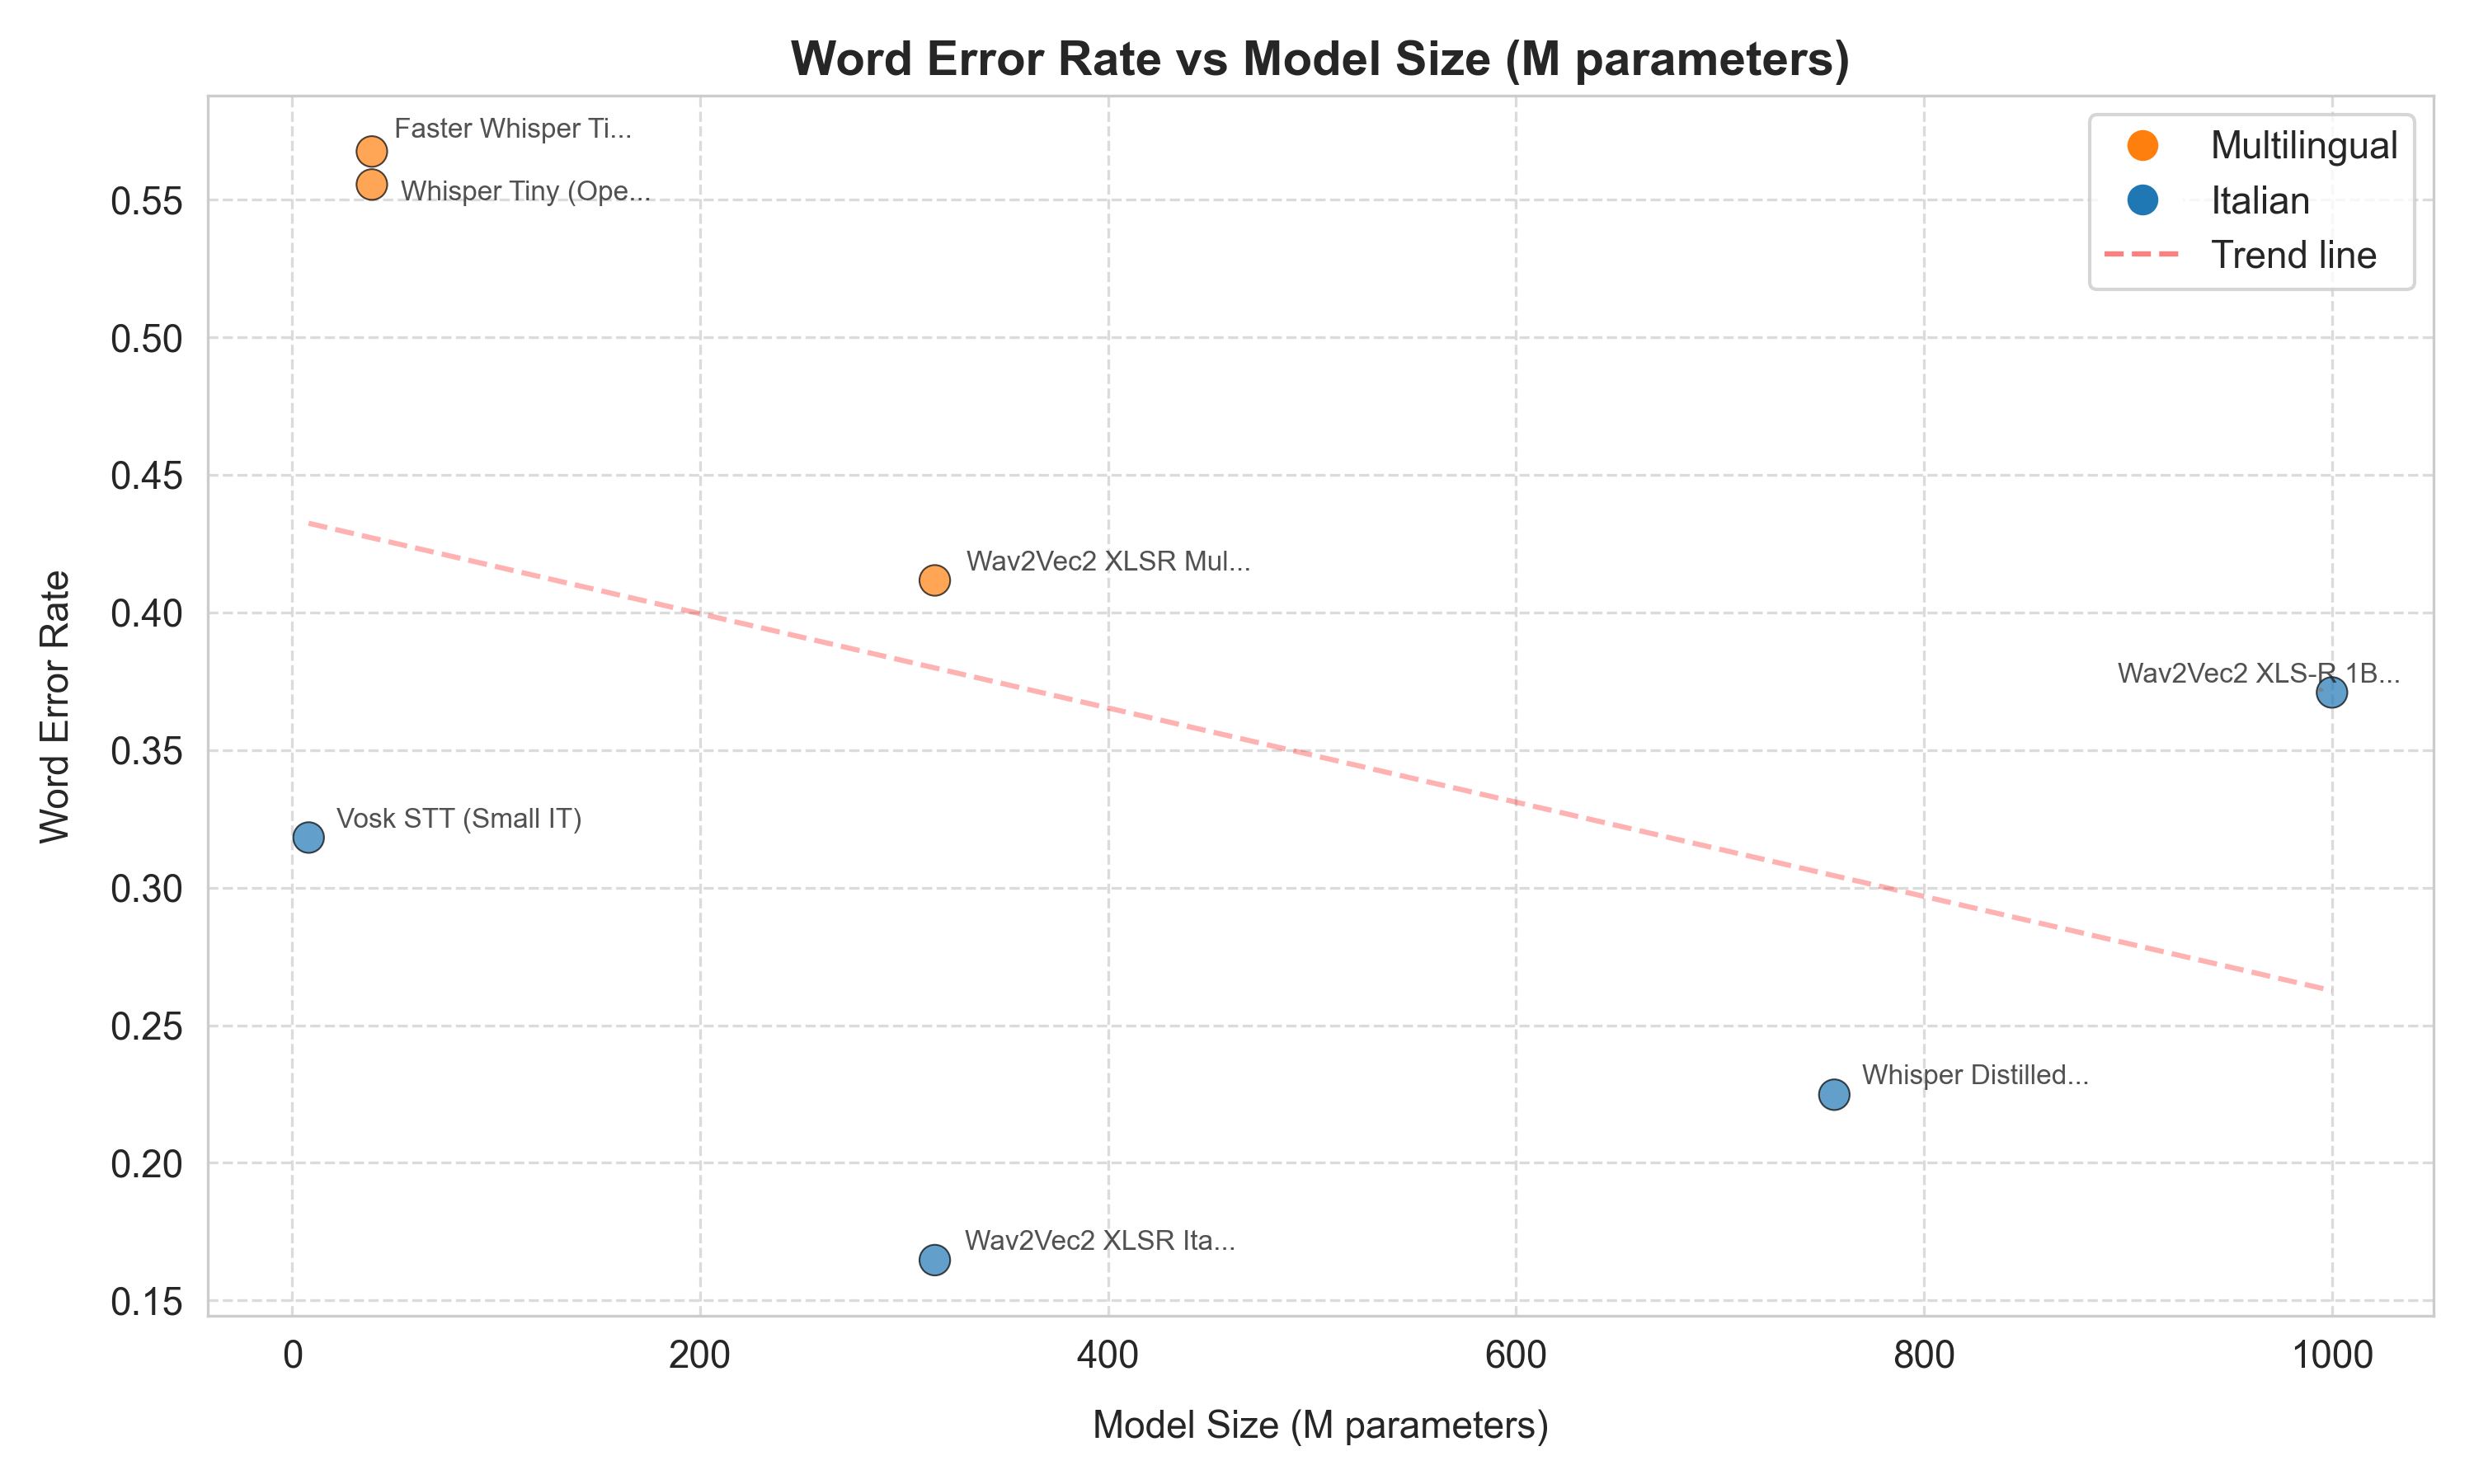 Word Error Rate vs Model Size (M parameters)
Multilingual
Italian
Trend line
Faster Whisper Ti...
Whisper Tiny (Ope...
Wav2Vec2 XLSR Mul...
Wav2Vec2 XLS-R 1B...
Vosk STT (Small IT)
Whisper Distilled...
Wav2Vec2 XLSR Ita...
Word Error Rate
0.55
0.50
0.45
0.40
0.35
0.30
0.25
0.20
0.15
0 200 400 600 800 1000
Model Size (M parameters)